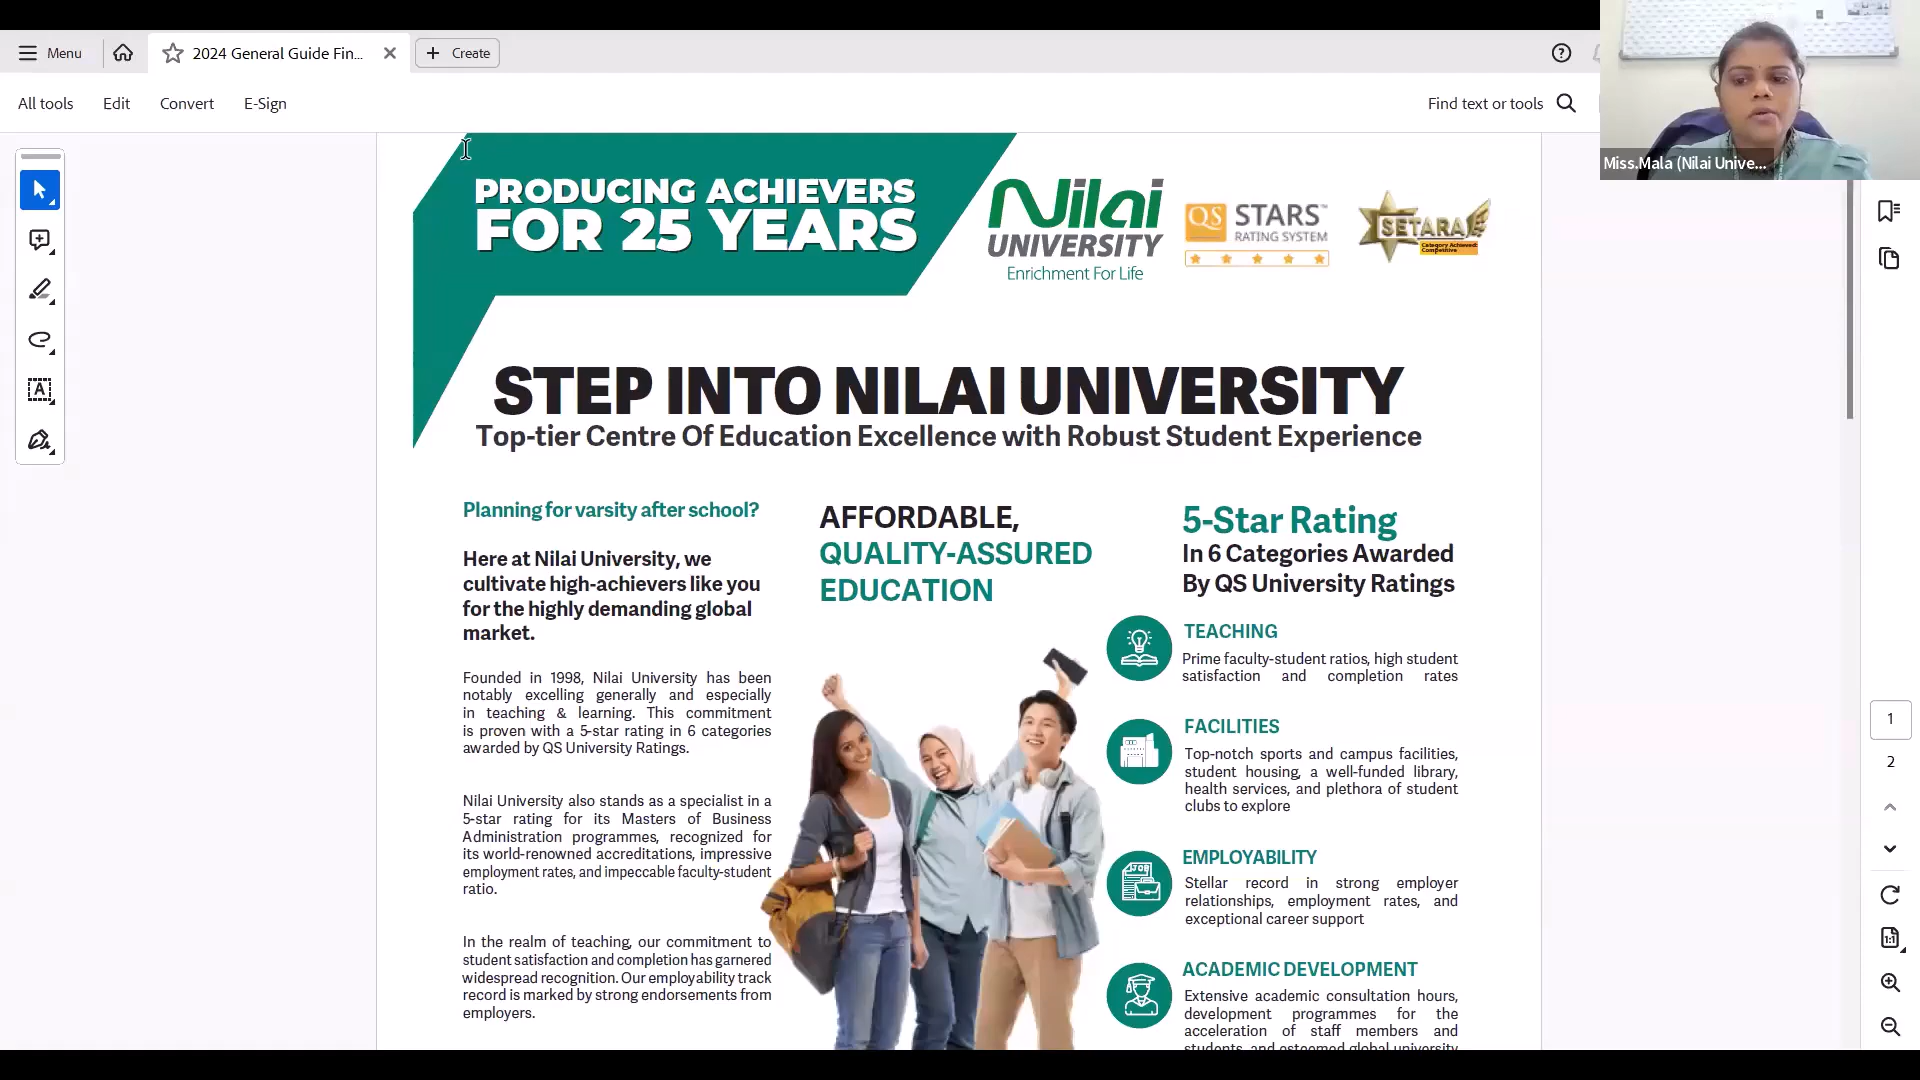 Menu
2024 General Guide Fin...
Create
All tools
Edit
Convert
E-Sign
Find text or tools
Miss.Mala (Nilai Unive...
PRODUCING ACHIEVERS
FOR 25 YEARS
Nilai
UNIVERSITY
Enrichment For Life
QS STARS™
RATING SYSTEM
SETARA
Category Achieved:
Competitive
STEP INTO NILAI UNIVERSITY
Top-tier Centre Of Education Excellence with Robust Student Experience
Planning for varsity after school?
Here at Nilai University, we
cultivate high-achievers like you
for the highly demanding global
market.
Founded in 1998, Nilai University has been
notably excelling generally and especially
in teaching & learning. This commitment
is proven with a 5-star rating in 6 categories
awarded by QS University Ratings.
Nilai University also stands as a specialist in a
5-star rating for its Masters of Business
Administration programmes, recognized for
its world-renowned accreditations, impressive
employment rates, and impeccable faculty-student
ratio.
In the realm of teaching, our commitment to
student satisfaction and completion has garnered
widespread recognition. Our employability track
record is marked by strong endorsements from
employers.
AFFORDABLE,
QUALITY-ASSURED
EDUCATION
5-Star Rating
In 6 Categories Awarded
By QS University Ratings
TEACHING
Prime faculty-student ratios, high student
satisfaction and completion rates
FACILITIES
Top-notch sports and campus facilities,
student housing, a well-funded library,
health services, and plethora of student
clubs to explore
EMPLOYABILITY
Stellar record in strong employer
relationships, employment rates, and
exceptional career support
ACADEMIC DEVELOPMENT
Extensive academic consultation hours,
development programmes for the
acceleration of staff members and
students, and esteemed global university
1
2
1:1